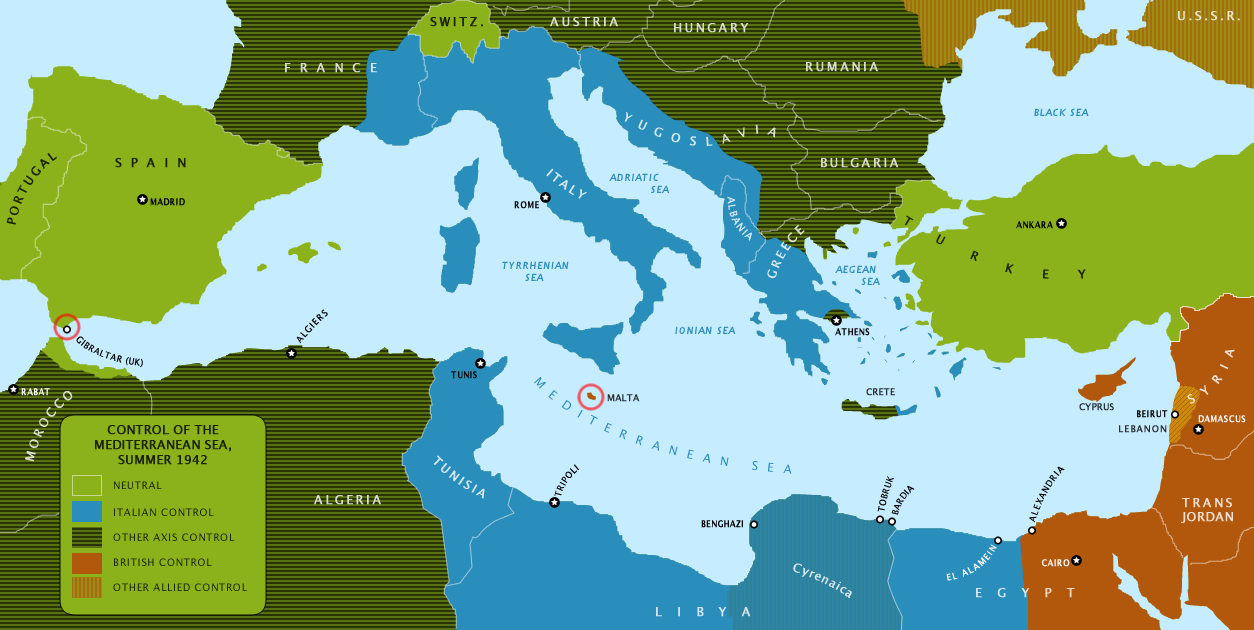 SWITZ.
AUSTRIA
HUNGARY
U.S.S.R.
FRANCE
RUMANIA
BLACK SEA
YUGOSLAVIA
PORTUGAL
SPAIN
BULGARIA
MADRID
ITALY
ADRIATIC
SEA
ROME
ALBANIA
ANKARA
TURKEY
GREECE
TYRRHENIAN
SEA
AEGEAN
SEA
IONIAN SEA
ATHENS
ALGIERS
GIBRALTAR (UK)
TUNIS
RABAT
MOROCCO
MALTA
MEDITERRANEAN SEA
CRETE
CYPRUS
SYRIA
BEIRUT
LEBANON
DAMASCUS
CONTROL OF THE
MEDITERRANEAN SEA,
SUMMER 1942
NEUTRAL
ITALIAN CONTROL
OTHER AXIS CONTROL
BRITISH CONTROL
OTHER ALLIED CONTROL
ALGERIA
TUNISIA
TRIPOLI
BENGHAZI
TOBRUK
BARDIA
ALEXANDRIA
TRANS
JORDAN
EL ALAMEIN
CAIRO
Cyrenaica
LIBYA
EGYPT